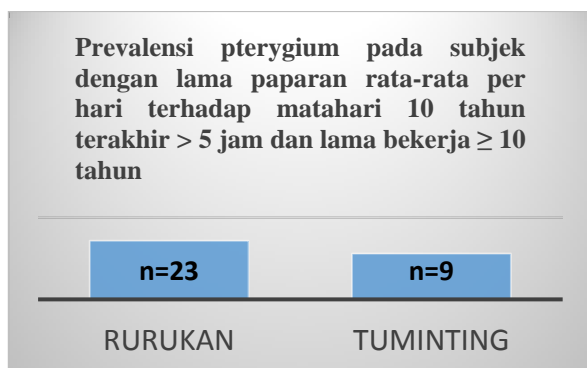 Prevalensi pterygium pada subjek
dengan lama paparan rata-rata per
hari terhadap matahari 10 tahun
terakhir > 5 jam dan lama bekerja ≥ 10
tahun
n=23
n=9
RURUKAN
TUMINTING